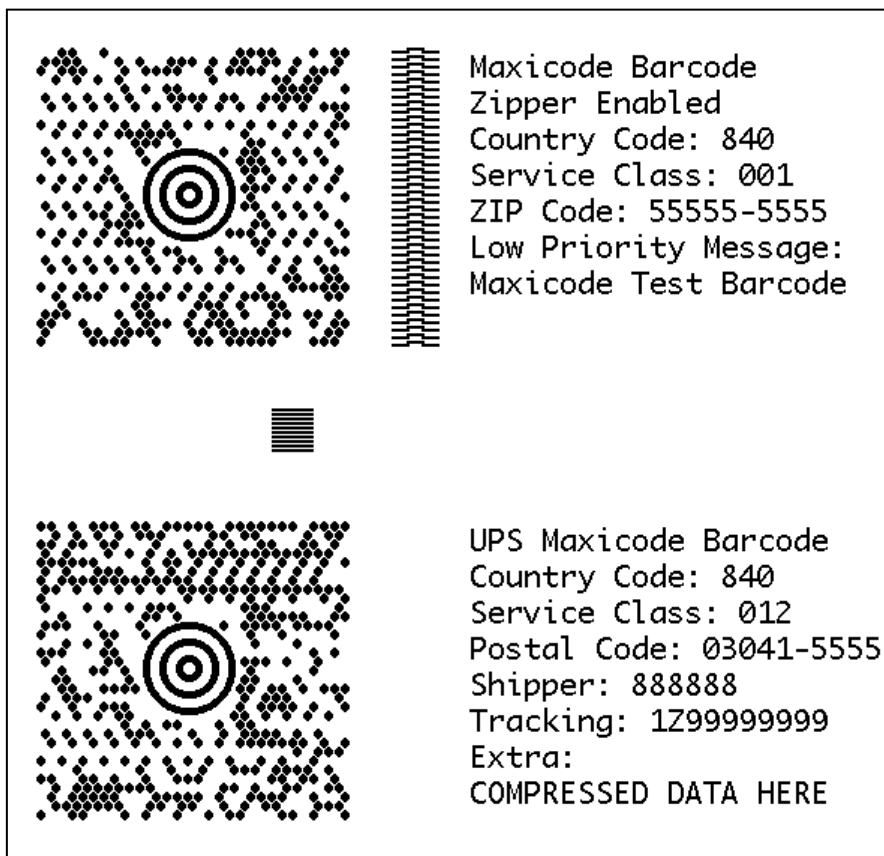 Maxicode Barcode
Zipper Enabled
Country Code: 840
Service Class: 001
ZIP Code: 55555-5555
Low Priority Message:
Maxicode Test Barcode
UPS Maxicode Barcode
Country Code: 840
Service Class: 012
Postal Code: 03041-5555
Shipper: 888888
Tracking: 1Z99999999
Extra:
COMPRESSED DATA HERE